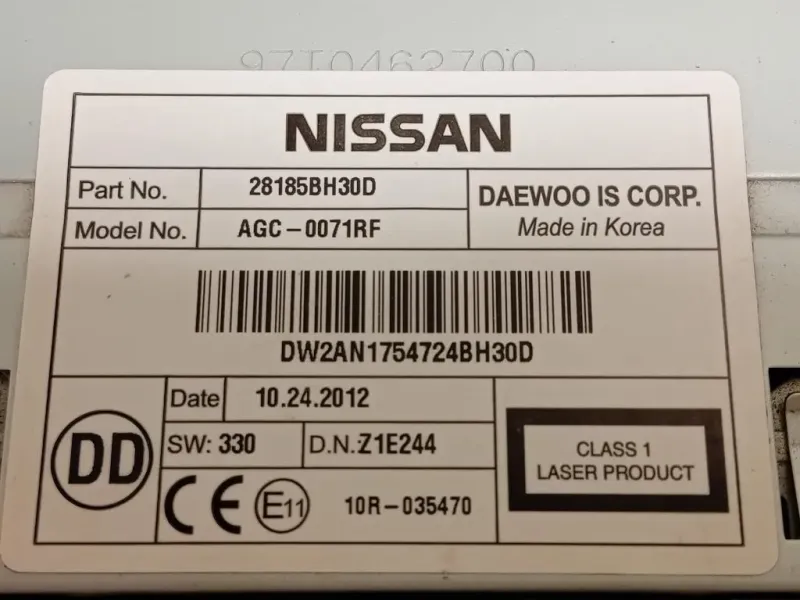 97T0462700
NISSAN
Part No. 28185BH30D
DAEWOO IS CORP.
Model No. AGC-0071RF
Made in Korea
DW2AN1754724BH30D
DD
Date 10.24.2012
SW: 330 D.N.:Z1E244
CE E11 10R-035470
CLASS 1
LASER PRODUCT